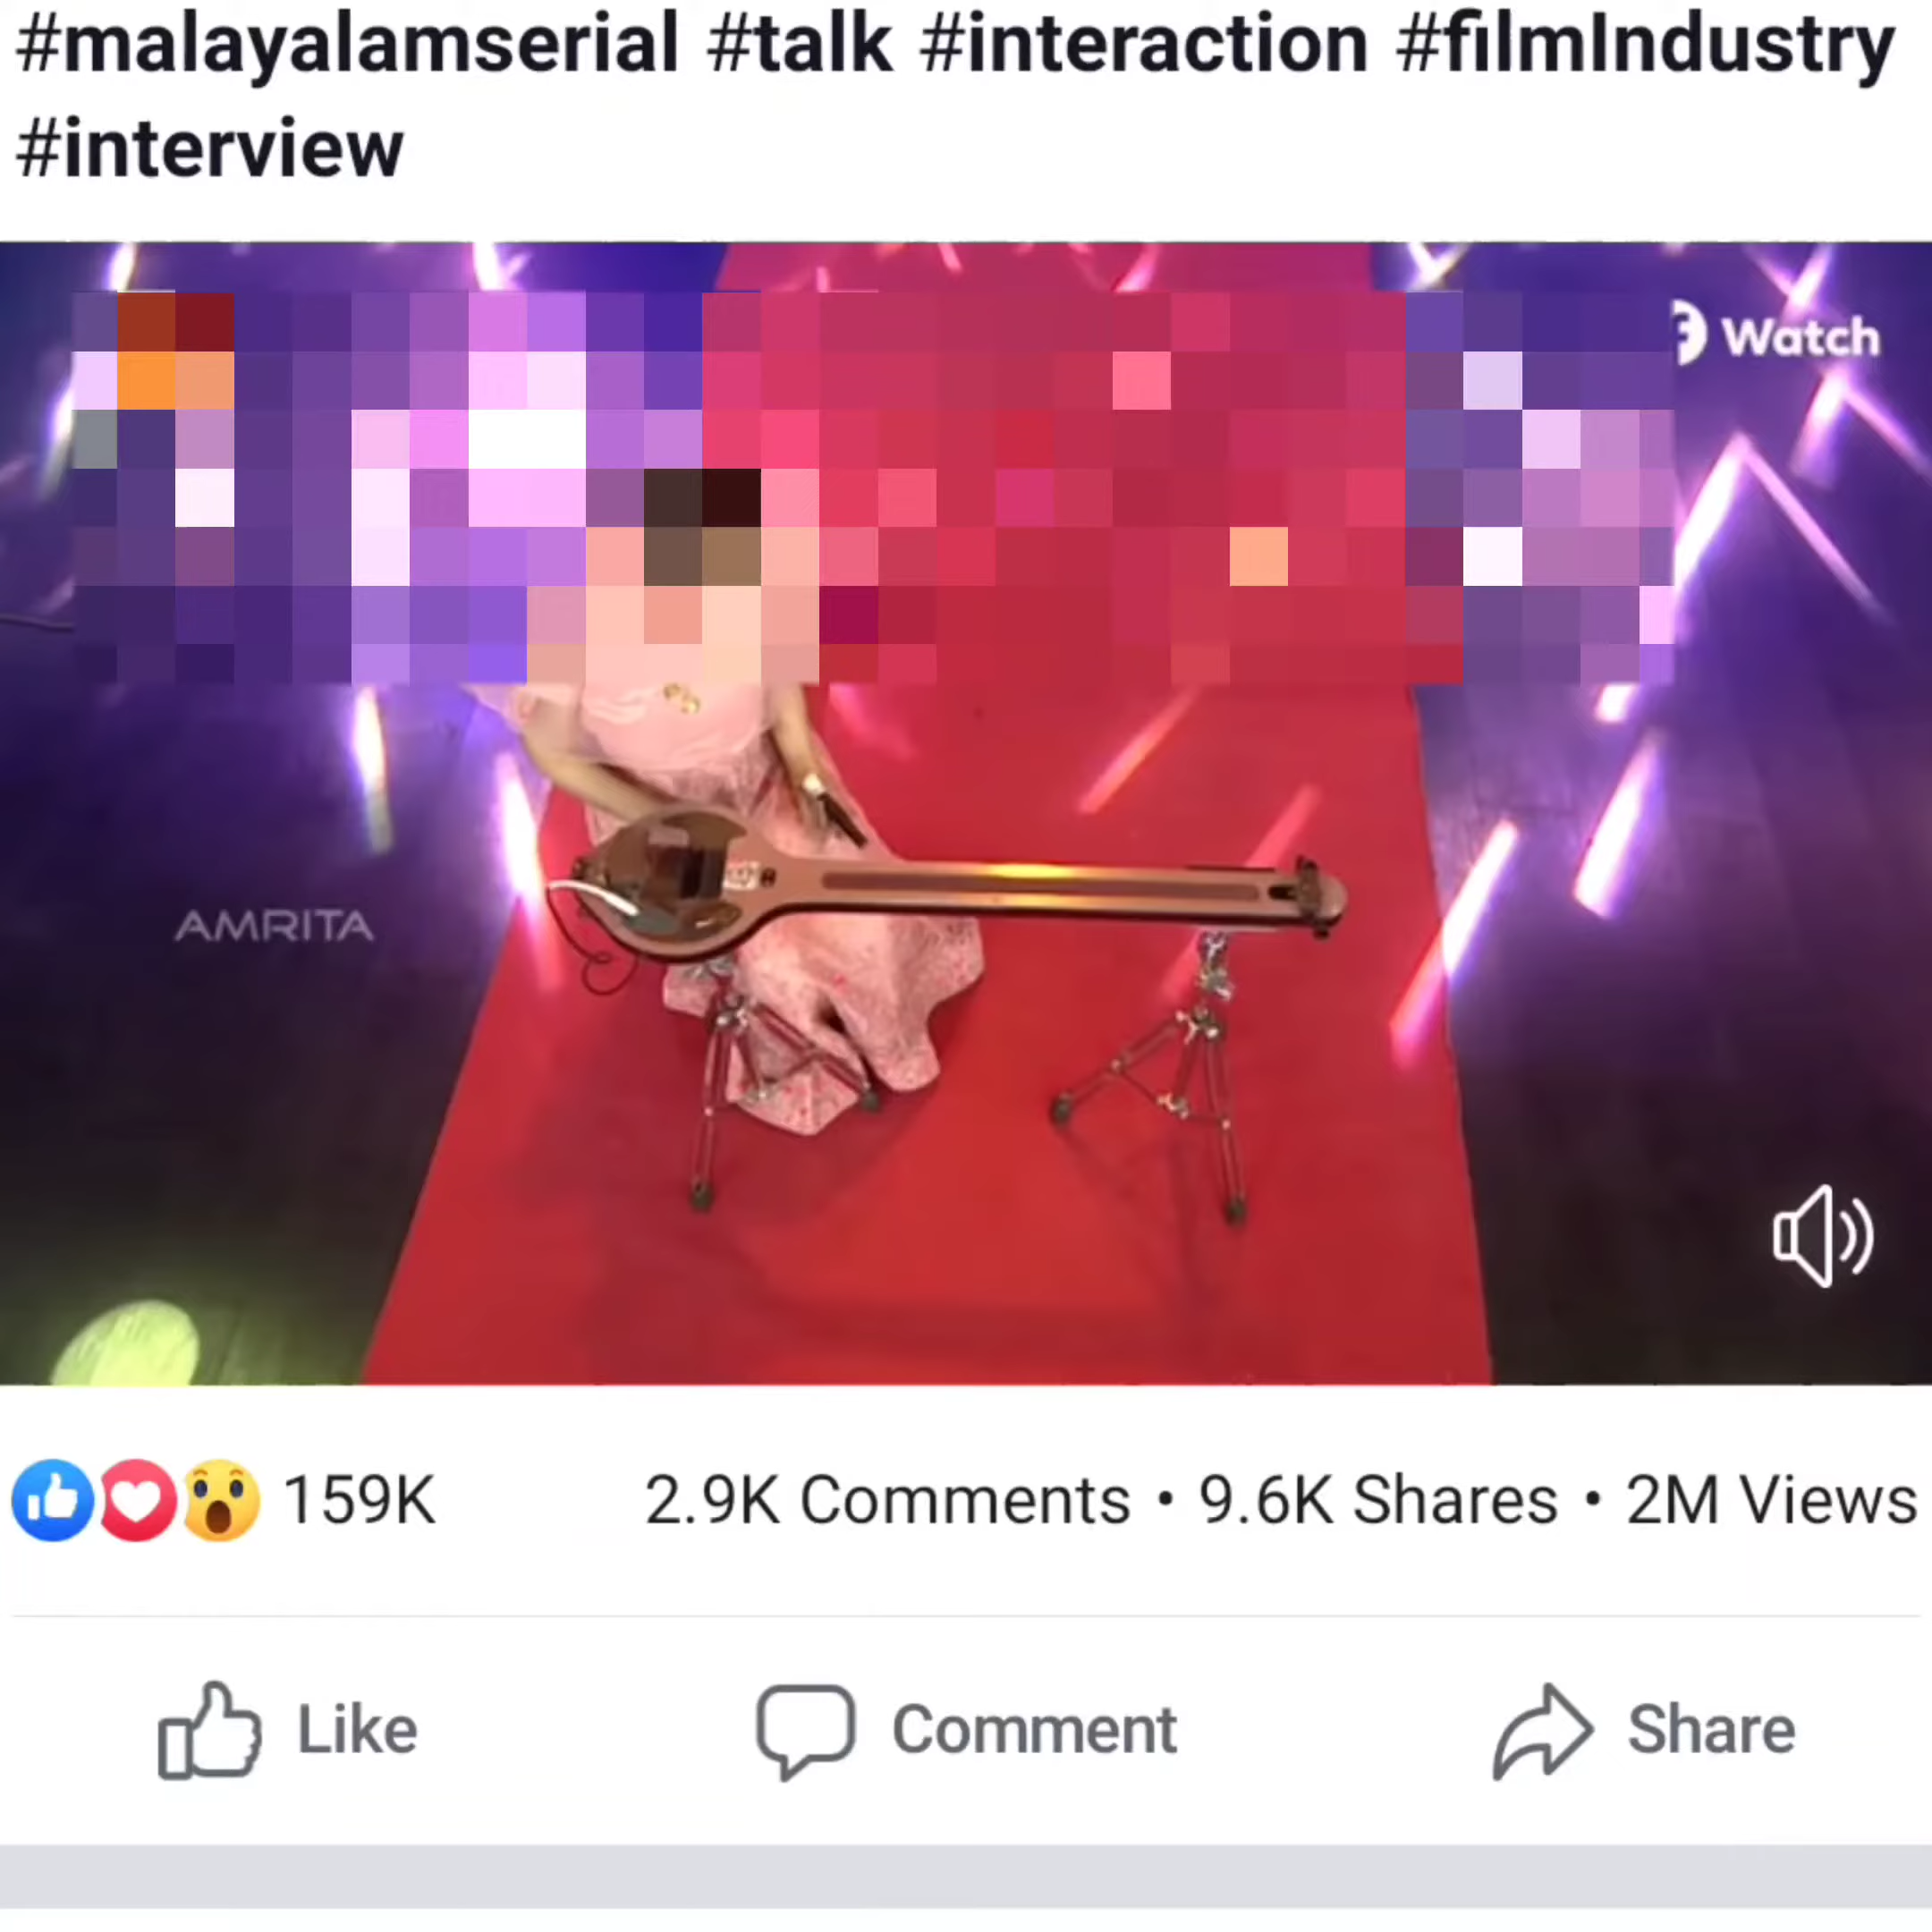 #malayalamserial #talk #interaction #filmIndustry
#interview
Watch
AMRITA
159K 2.9K Comments • 9.6K Shares • 2M Views
Like Comment Share